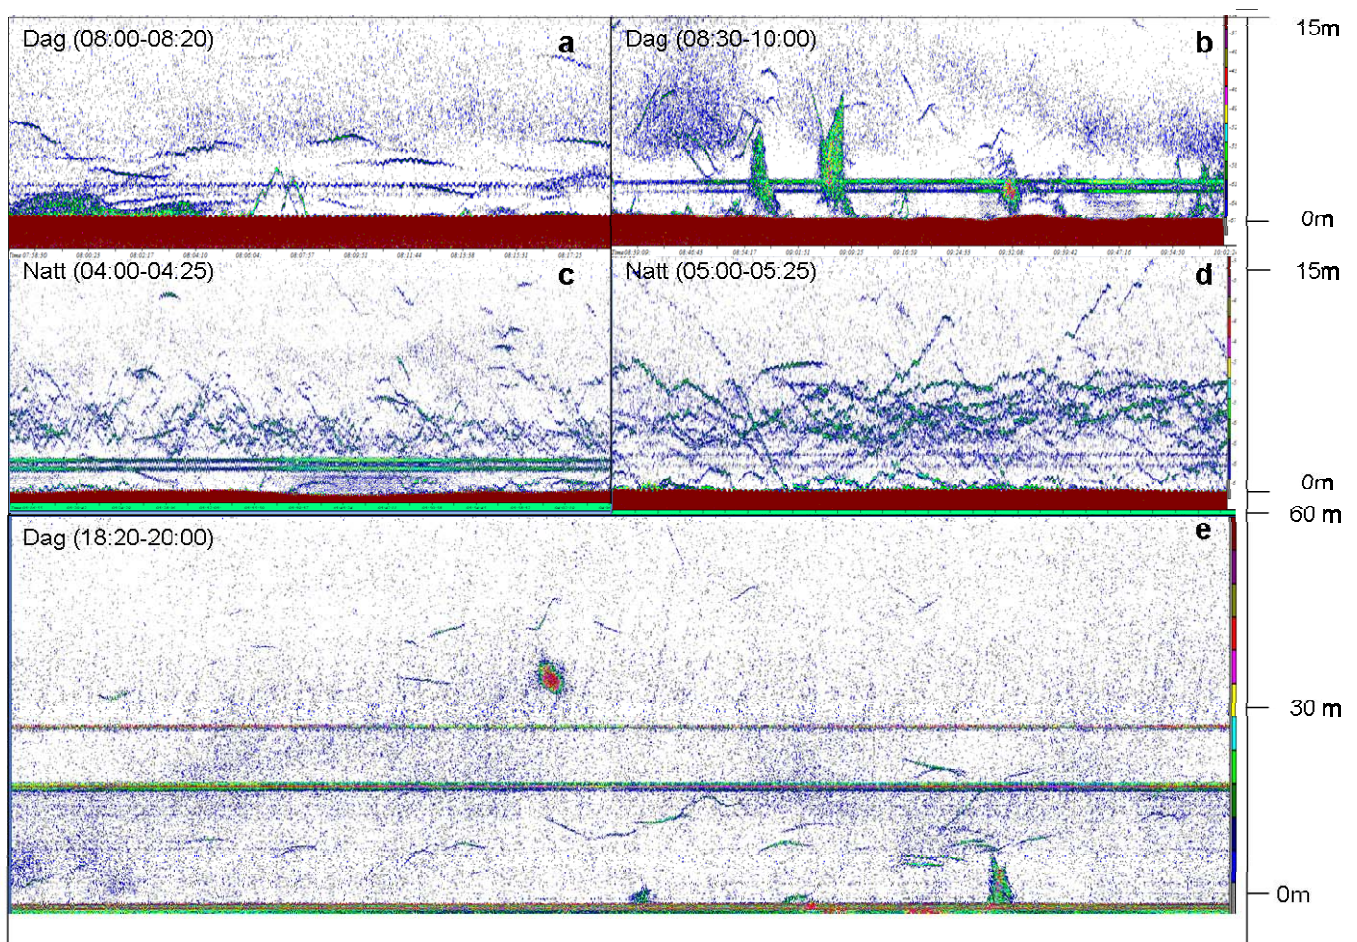 Dag (08:00-08:20)
a
Dag (08:30-10:00)
b
15m
0m
Natt (04:00-04:25)
c
Natt (05:00-05:25)
d
15m
0m
Dag (18:20-20:00)
e
60 m
30 m
0m